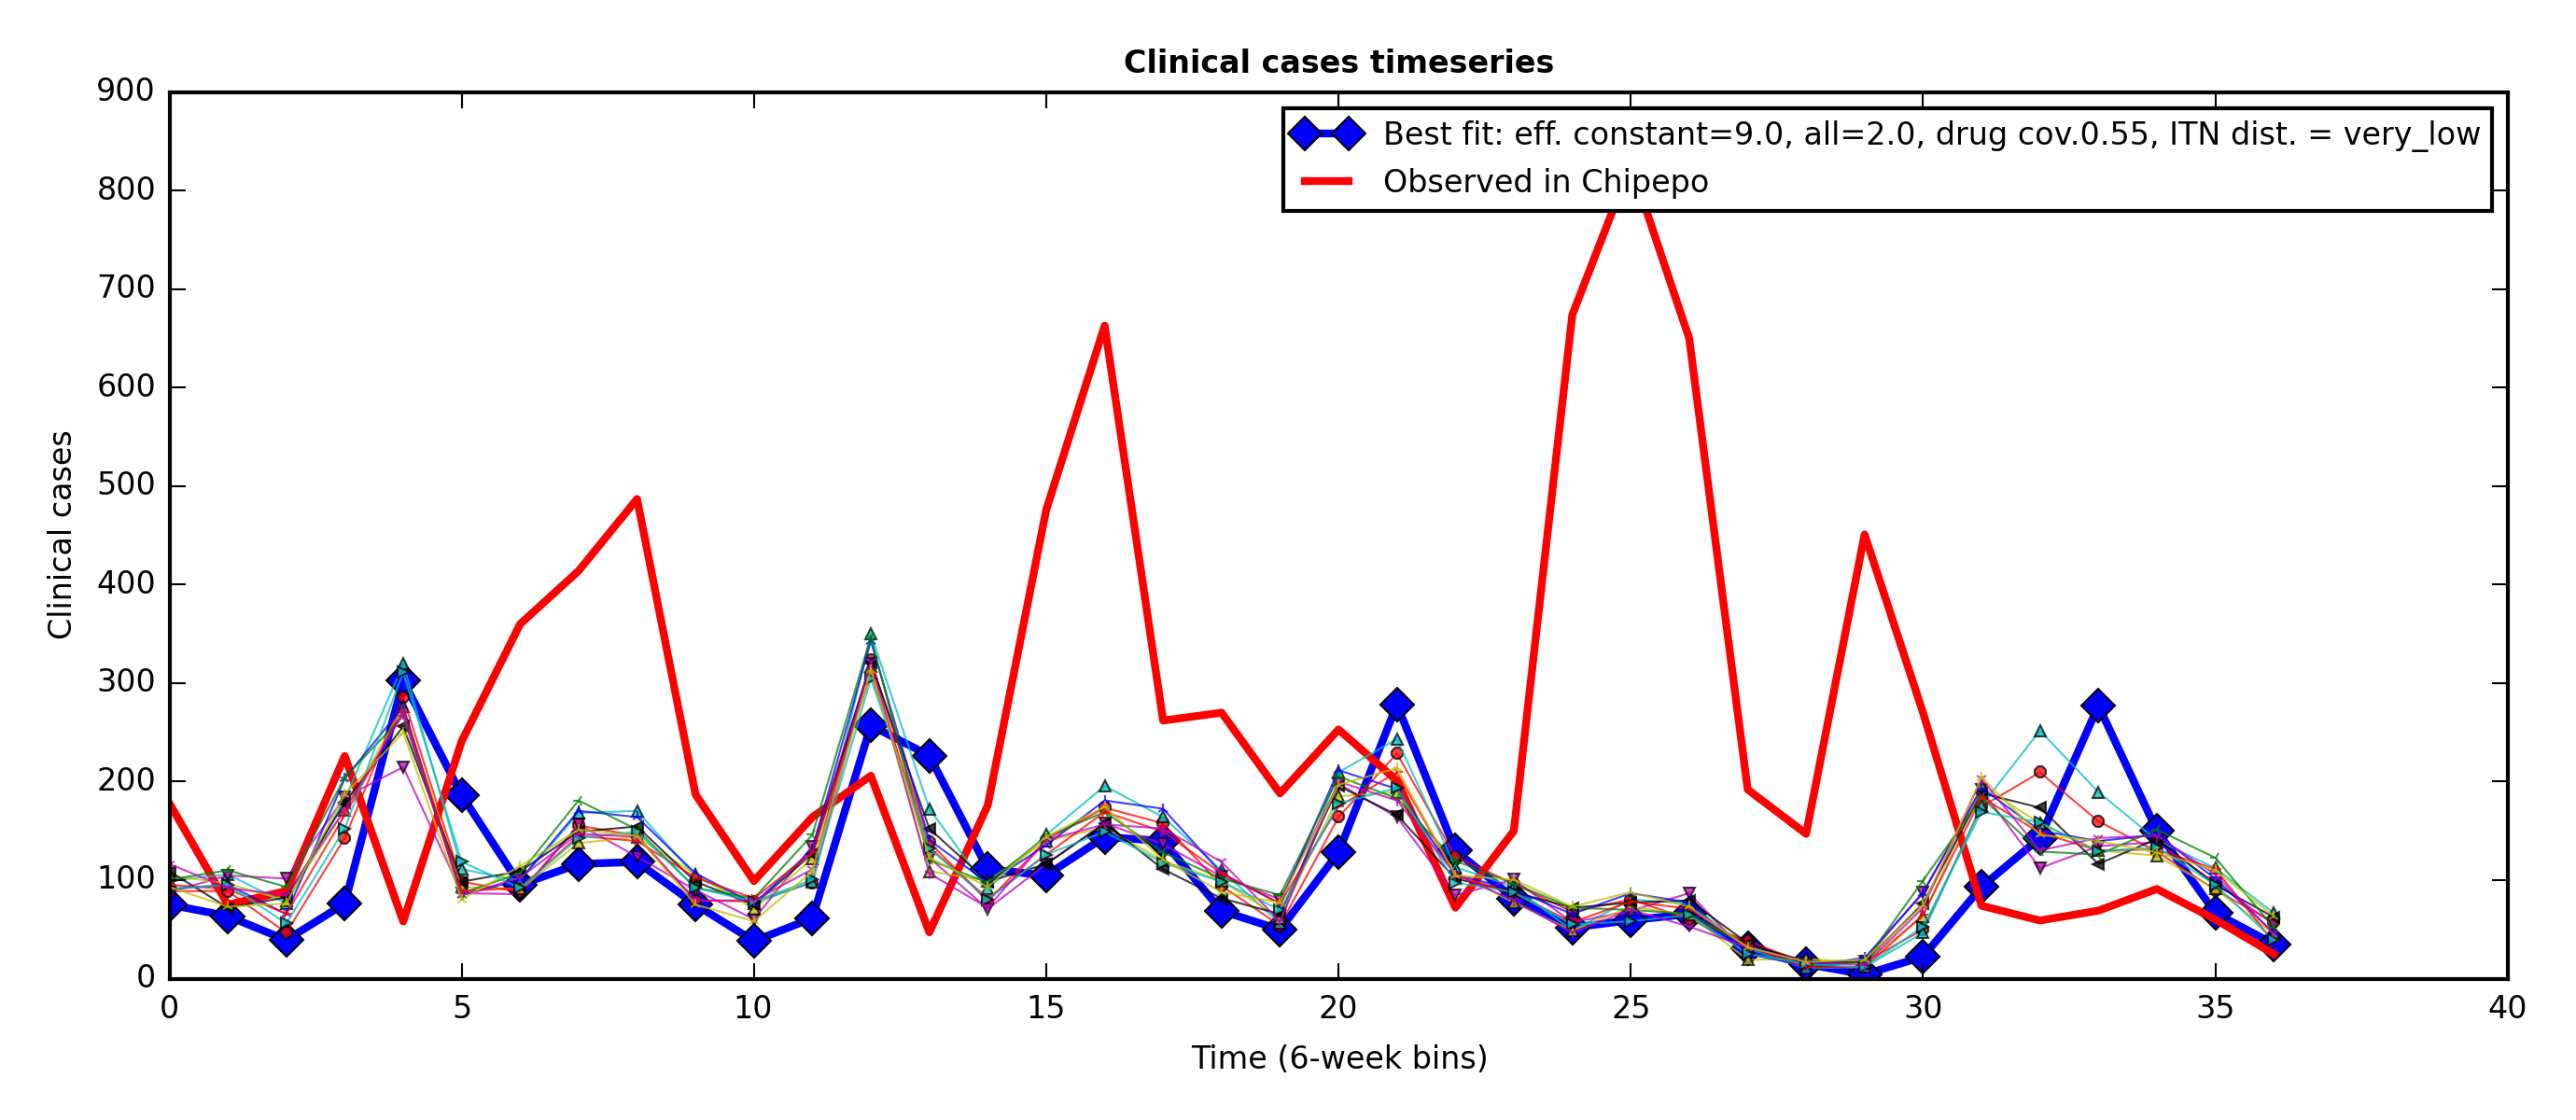 Clinical cases timeseries
900
800
700
600
500
400
300
200
100
0
Clinical cases
Best fit: eff. constant=9.0, all=2.0, drug cov.0.55, ITN dist. = very_low
Observed in Chipepo
0 5 10 15 20 25 30 35 40
Time (6-week bins)